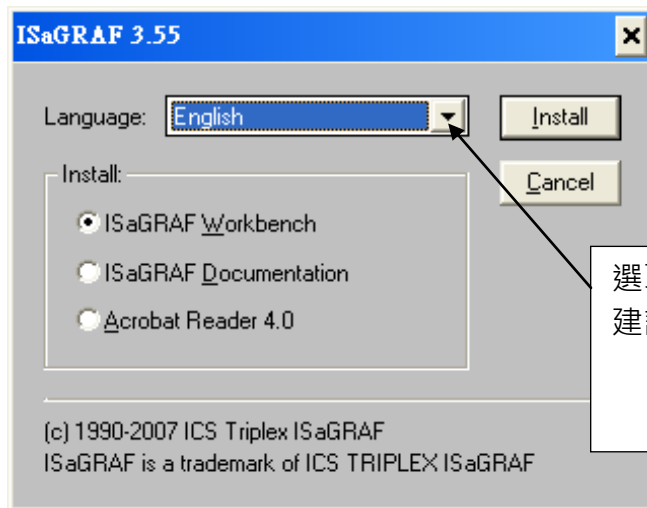 ISaGRAF 3.55
Language: English Install
Install: Cancel
ISaGRAF Workbench
ISaGRAF Documentation
Acrobat Reader 4.0
選
建
(c) 1990-2007 ICS Triplex ISaGRAF
ISaGRAF is a trademark of ICS TRIPLEX ISaGRAF